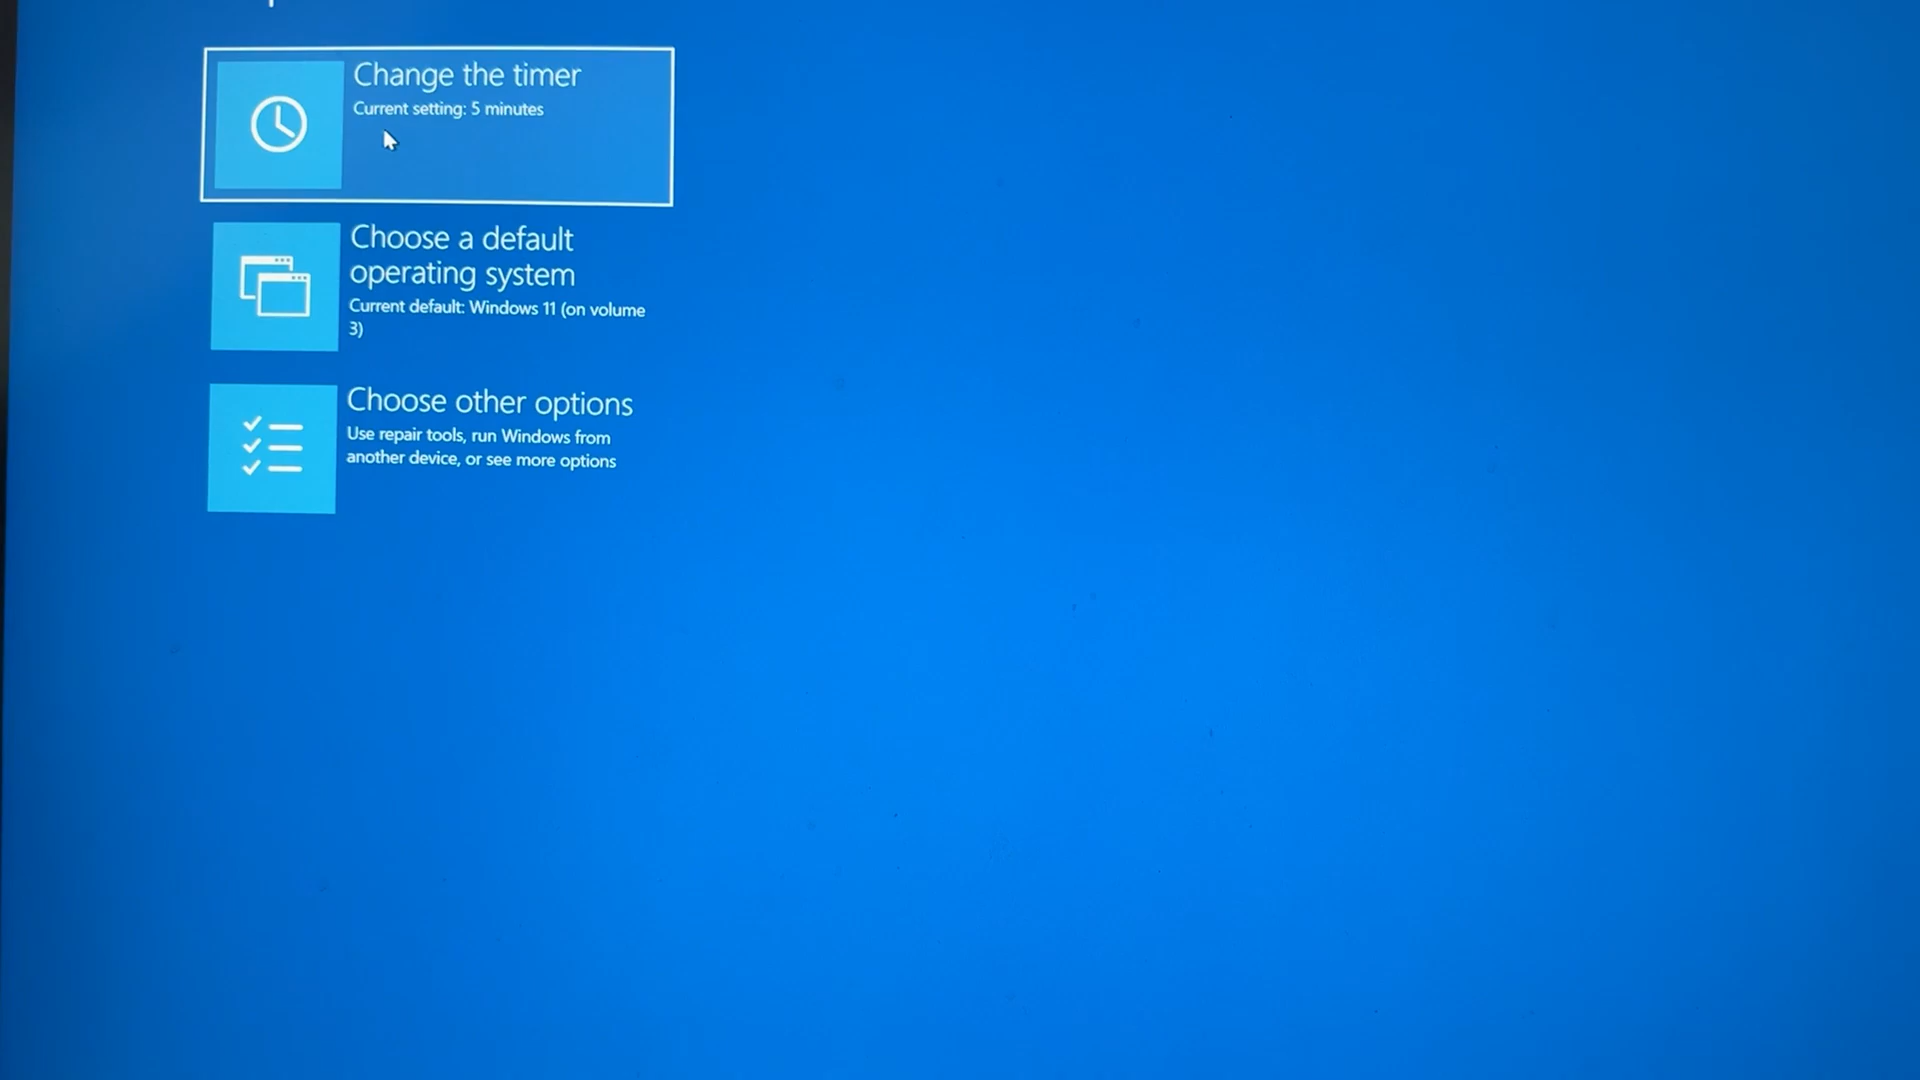 Change the timer
Current setting: 5 minutes
Choose a default
operating system
Current default: Windows 11 (on volume
3)
Choose other options
Use repair tools, run Windows from
another device, or see more options